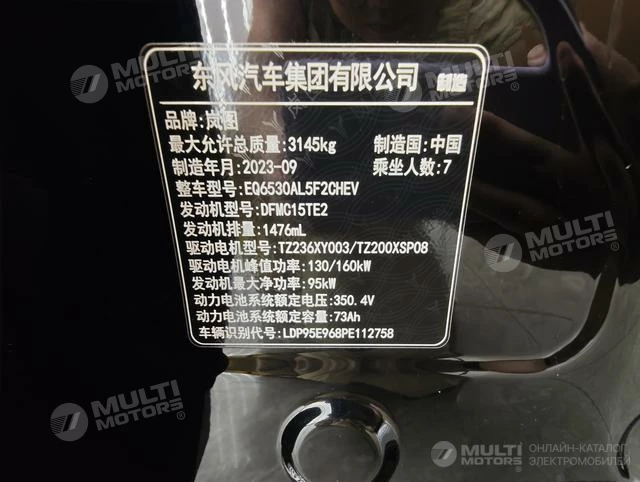 东风汽车集团有限公司 制造
品牌:岚图
最大允许总质量:3145kg 制造国:中国
制造年月:2023-09 乘坐人数:7
整车型号:EQ6530AL5F2CHEV
发动机型号:DFMC15TE2
发动机排量:1476mL
驱动电机型号:TZ236XY003/TZ200XSP08
驱动电机峰值功率:130/160kW
发动机最大净功率:95kW
动力电池系统额定电压:350.4V
动力电池系统额定容量:73Ah
车辆识别代号:LDP95E968PE112758
MULTI MOTORS®
MULTI MOTORS®
MULTI MOTORS®
MULTI MOTORS®
MULTI MOTORS®
ОНЛАЙН-КАТАЛОГ
ЭЛЕКТРОМОБИЛЕЙ